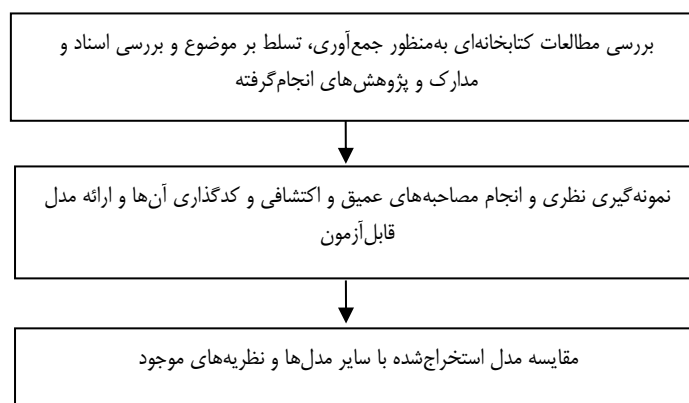 بررسی مطالعات کتابخانه‌ای به‌منظور جمع‌آوری، تسلط بر موضوع و بررسی اسناد و
مدارک و پژوهش‌های انجام‌گرفته
نمونه‌گیری نظری و انجام مصاحبه‌های عمیق و اکتشافی و کدگذاری آن‌ها و ارائه مدل
قابل‌آزمون
مقایسه مدل استخراج‌شده با سایر مدل‌ها و نظریه‌های موجود